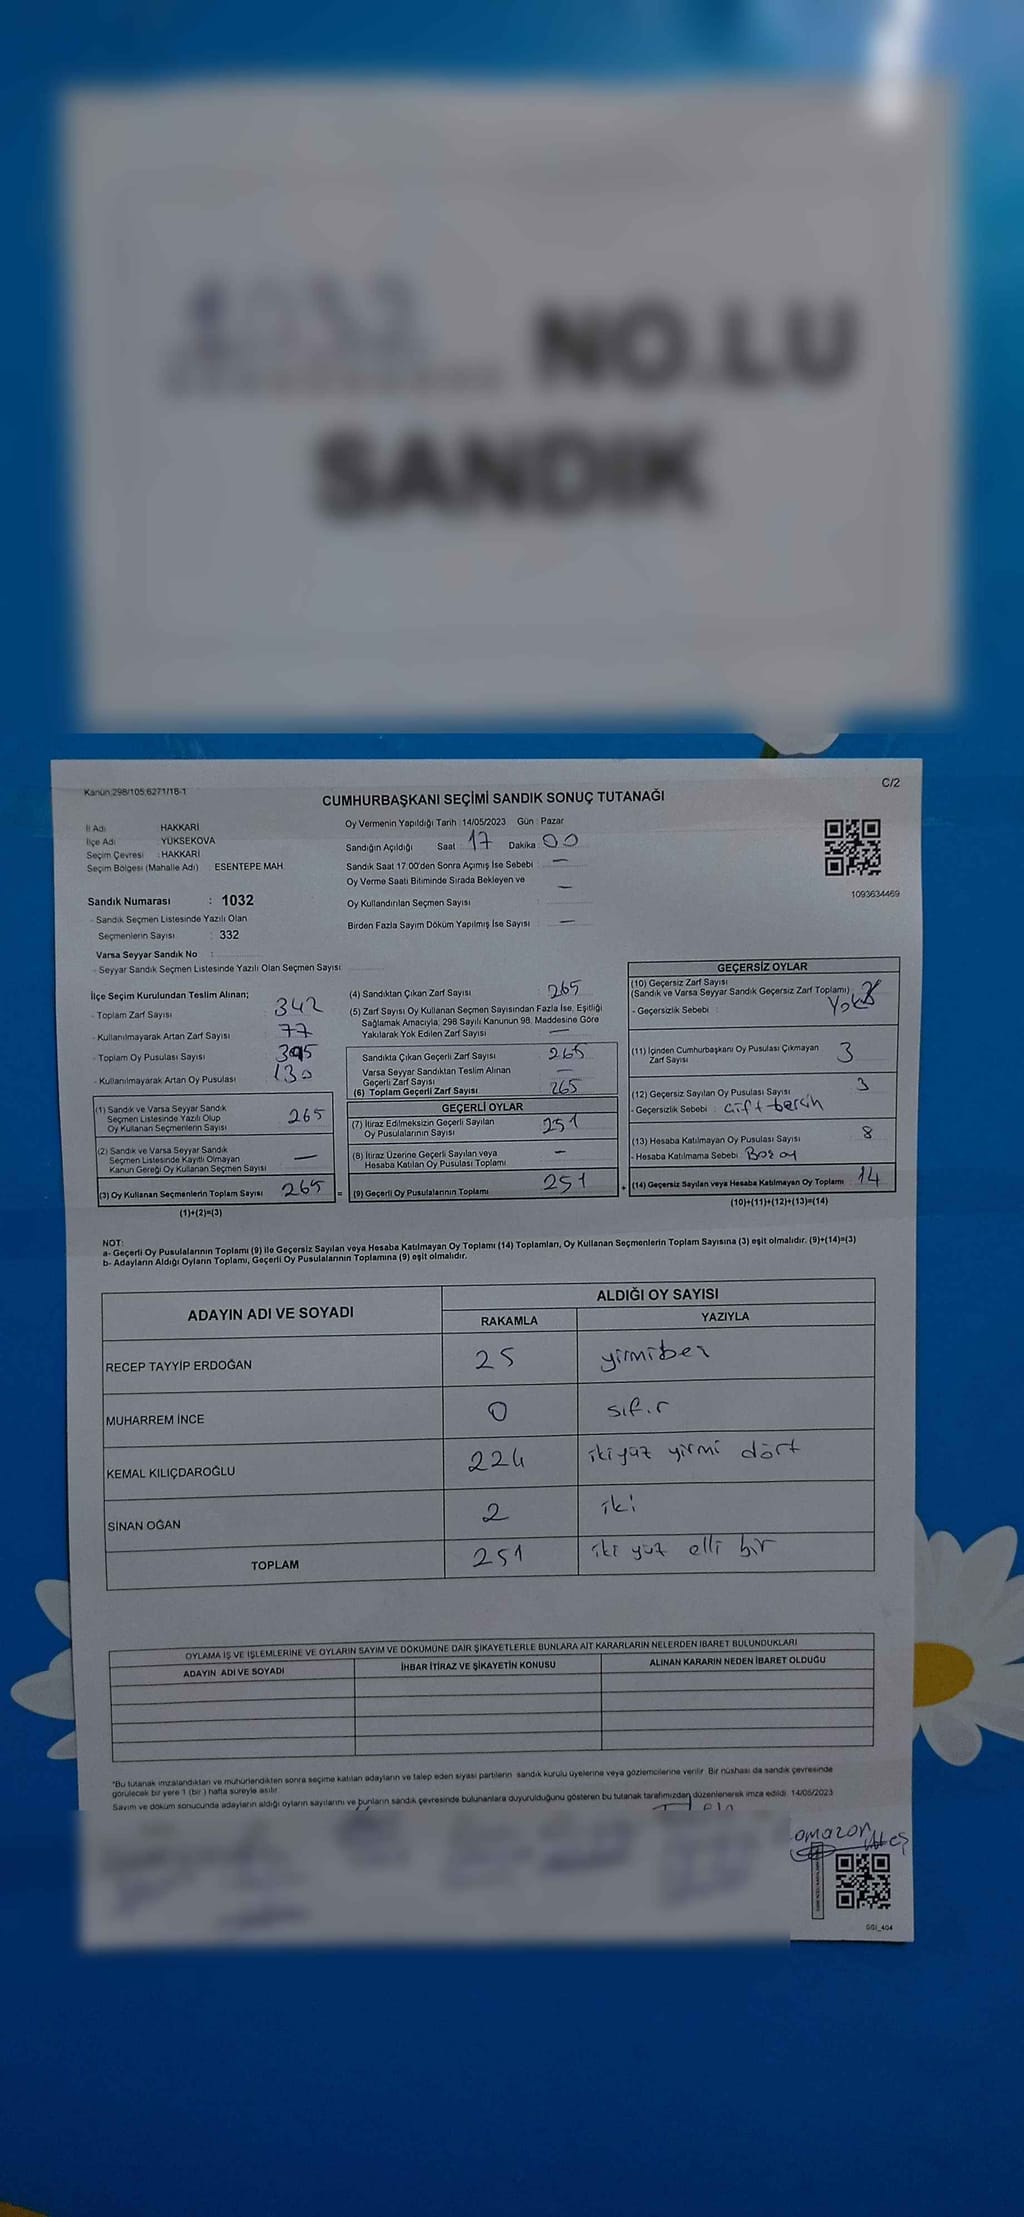 1032 NO.LU
SANDIK
Kanun:298/105,6271/18-1
C/2
CUMHURBAŞKANI SEÇİMİ SANDIK SONUÇ TUTANAĞI
İl Adı HAKKARİ
İlçe Adı YÜKSEKOVA
Seçim Çevresi : HAKKARİ
Seçim Bölgesi (Mahalle Adı) ESENTEPE MAH.
Sandık Numarası : 1032
- Sandık Seçmen Listesinde Yazılı Olan
Seçmenlerin Sayısı : 332
Varsa Seyyar Sandık No :
- Seyyar Sandık Seçmen Listesinde Yazılı Olan Seçmen Sayısı
Oy Vermenin Yapıldığı Tarih 14/05/2023 Gün : Pazar
Sandığın Açıldığı Saat 17 Dakika 00
Sandık Saat 17.00'den Sonra Açımış İse Sebebi : —
Oy Verme Saati Bitiminde Sırada Bekleyen ve
Oy Kullandırılan Seçmen Sayısı : —
Birden Fazla Sayım Döküm Yapılmış İse Sayısı : —
1093634469
İlçe Seçim Kurulundan Teslim Alınan;
- Toplam Zarf Sayısı 342
- Kullanılmayarak Artan Zarf Sayısı 77
- Toplam Oy Pusulası Sayısı 395
- Kullanılmayarak Artan Oy Pusulası 130
(1) Sandık ve Varsa Seyyar Sandık
Seçmen Listesinde Yazılı Olup
Oy Kullanan Seçmenlerin Sayısı 265
(2) Sandık ve Varsa Seyyar Sandık
Seçmen Listesinde Kayıtlı Olmayan
Kanun Gereği Oy Kullanan Seçmen Sayısı —
(3) Oy Kullanan Seçmenlerin Toplam Sayısı 265 =
(1)+(2)=(3)
(4) Sandıktan Çıkan Zarf Sayısı 265
(5) Zarf Sayısı Oy Kullanan Seçmen Sayısından Fazla İse, Eşitliği
Sağlamak Amacıyla, 298 Sayılı Kanunun 98. Maddesine Göre
Yakılarak Yok Edilen Zarf Sayısı —
Sandıkta Çıkan Geçerli Zarf Sayısı 265
Varsa Seyyar Sandıktan Teslim Alınan
Geçerli Zarf Sayısı —
(6) Toplam Geçerli Zarf Sayısı 265
GEÇERLİ OYLAR
(7) İtiraz Edilmeksizin Geçerli Sayılan
Oy Pusulalarının Sayısı 251
(8) İtiraz Üzerine Geçerli Sayılan veya
Hesaba Katılan Oy Pusulası Toplamı —
(9) Geçerli Oy Pusulalarının Toplamı 251 +
GEÇERSİZ OYLAR
(10) Geçersiz Zarf Sayısı
(Sandık ve Varsa Seyyar Sandık Geçersiz Zarf Toplamı)
- Geçersizlik Sebebi : Yok
(11) İçinden Cumhurbaşkanı Oy Pusulası Çıkmayan
Zarf Sayısı 3
(12) Geçersiz Sayılan Oy Pusulası Sayısı 3
- Geçersizlik Sebebi : Çift bersin
(13) Hesaba Katılmayan Oy Pusulası Sayısı 8
- Hesaba Katılmama Sebebi : Boş oy
(14) Geçersiz Sayılan veya Hesaba Katılmayan Oy Toplamı 14
(10)+(11)+(12)+(13)=(14)
NOT:
a- Geçerli Oy Pusulalarının Toplamı (9) ile Geçersiz Sayılan veya Hesaba Katılmayan Oy Toplamı (14) Toplamları, Oy Kullanan Seçmenlerin Toplam Sayısına (3) eşit olmalıdır. (9)+(14)=(3)
b- Adayların Aldığı Oyların Toplamı, Geçerli Oy Pusulalarının Toplamına (9) eşit olmalıdır.
ADAYIN ADI VE SOYADI
ALDIĞI OY SAYISI
RAKAMLA YAZIYLA
RECEP TAYYİP ERDOĞAN 25 yirmibeş
MUHARREM İNCE 0 sıfır
KEMAL KILIÇDAROĞLU 224 ikiyüz yirmi dört
SİNAN OĞAN 2 iki
TOPLAM 251 iki yüz elli bir
OYLAMA İŞ VE İŞLEMLERİNE VE OYLARIN SAYIM VE DÖKÜMÜNE DAİR ŞİKAYETLERLE BUNLARA AİT KARARLARIN NELERDEN İBARET BULUNDUKLARI
ADAYIN ADI VE SOYADI İHBAR İTİRAZ VE ŞİKAYETİN KONUSU ALINAN KARARIN NEDEN İBARET OLDUĞU
*Bu tutanak imzalandıktan ve mühürlendikten sonra seçime katılan adayların ve talep eden siyasi partilerin sandık kurulu üyelerine veya gözlemcilerine verilir. Bir nüshası da sandık çevresinde
görülecek bir yere 1 (bir) hafta süreyle asılır.
Sayım ve döküm sonucunda adayların aldığı oyların sayılarını ve bunların sandık çevresinde bulunanlara duyurulduğunu gösteren bu tutanak tarafımızdan düzenlenerek imza edildi. 14/05/2023
GGI_404